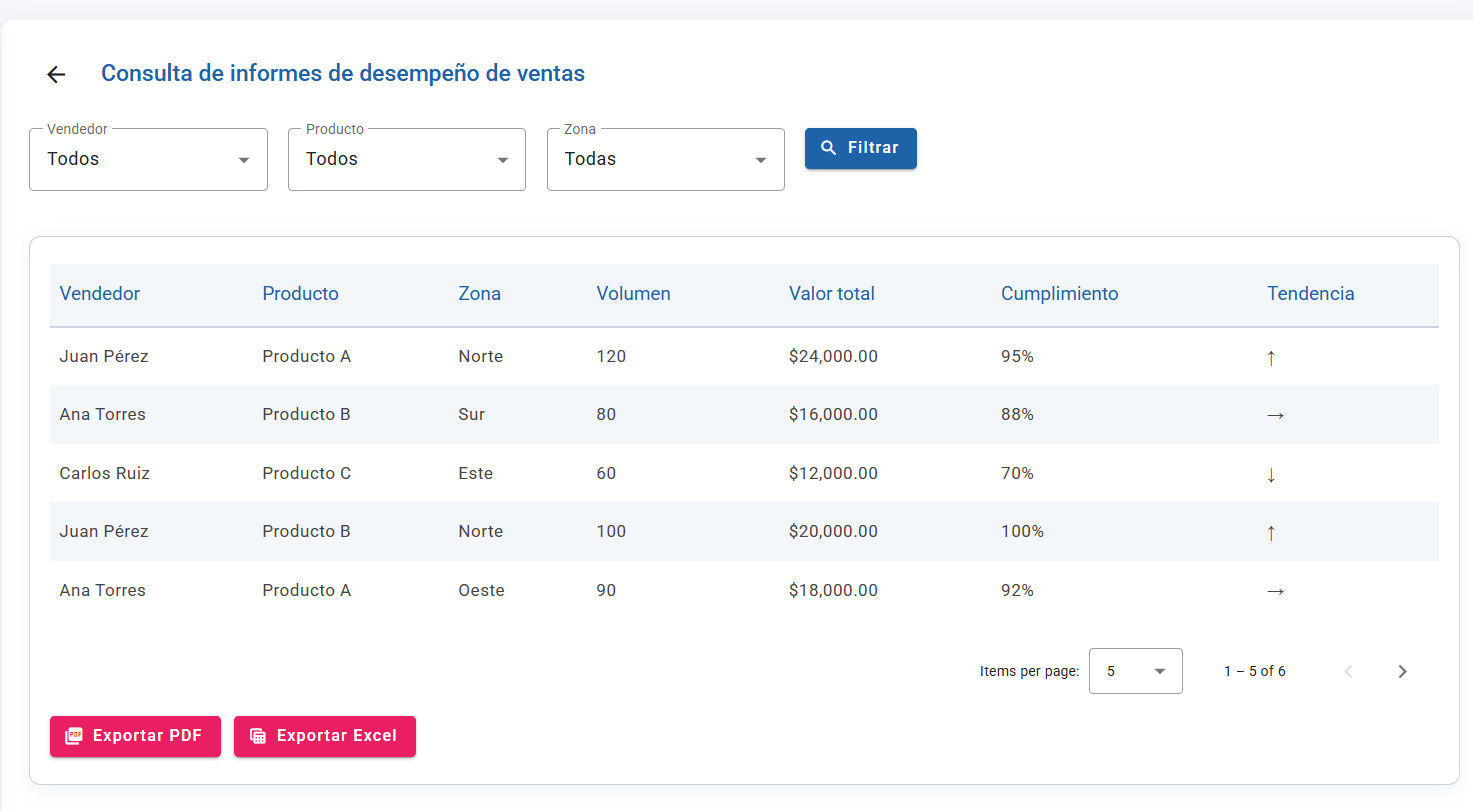 Consulta de informes de desempeño de ventas
Vendedor Producto Zona
Todos Todos Todas Filtrar
Vendedor Producto Zona Volumen Valor total Cumplimiento Tendencia
Juan Pérez Producto A Norte 120 $24,000.00 95% ↑
Ana Torres Producto B Sur 80 $16,000.00 88% →
Carlos Ruiz Producto C Este 60 $12,000.00 70% ↓
Juan Pérez Producto B Norte 100 $20,000.00 100% ↑
Ana Torres Producto A Oeste 90 $18,000.00 92% →
Items per page: 5 1 – 5 of 6
PDF Exportar PDF Exportar Excel